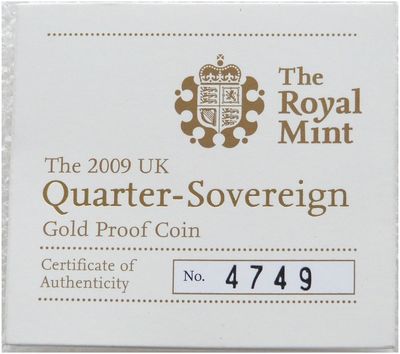 The
Royal
Mint
The 2009 UK
Quarter-Sovereign
Gold Proof Coin
Certificate of
Authenticity
No. 4749